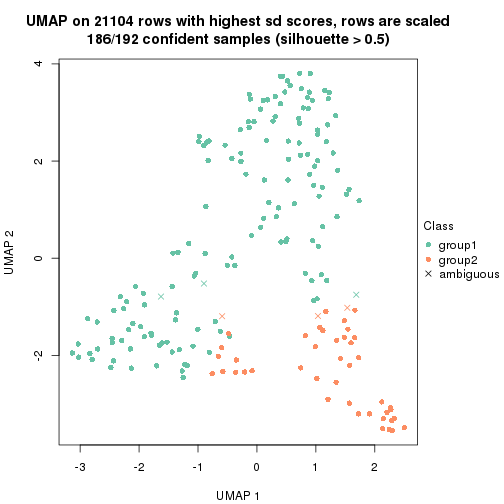 UMAP on 21104 rows with highest sd scores, rows are scaled
186/192 confident samples (silhouette > 0.5)
4
2
0
-2
UMAP 2
-3
-2
-1
0
1
2
UMAP 1
Class
group1
group2
ambiguous